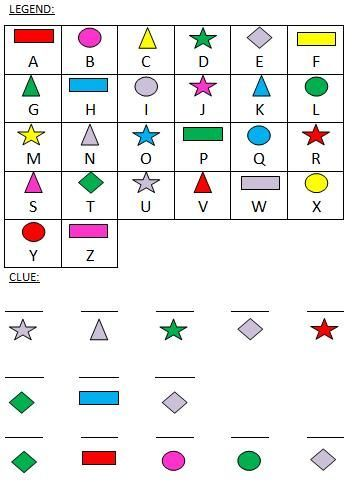 LEGEND:
A B C D E F
G H I J K L
M N O P Q R
S T U V W X
Y Z
CLUE: